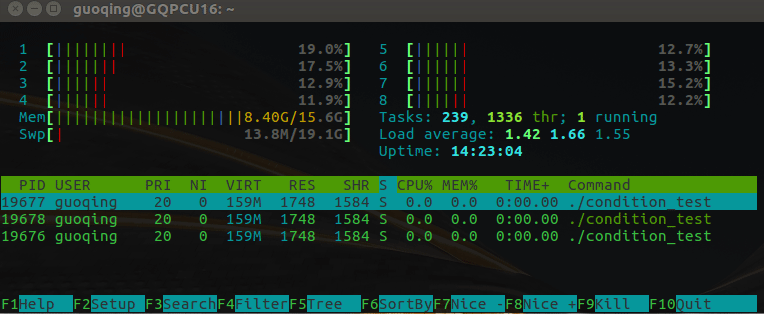 guoqing@GQPCU16: ~
1 [||||||||     19.0%] 5 [||||||     12.7%]
2 [|||||||     17.5%] 6 [||||||     13.3%]
3 [||||||     12.9%] 7 [||||||     15.2%]
4 [||||||     11.9%] 8 [||||||     12.2%]
Mem[|||||||||||||||||||||8.40G/15.6G] Tasks: 239, 1336 thr; 1 running
Swp[|     13.8M/19.1G] Load average: 1.42 1.66 1.55
Uptime: 14:23:04
PID USER PRI NI VIRT RES SHR S CPU% MEM% TIME+ Command
19677 guoqing 20 0 159M 1748 1584 S 0.0 0.0 0:00.00 ./condition_test
19678 guoqing 20 0 159M 1748 1584 S 0.0 0.0 0:00.00 ./condition_test
19676 guoqing 20 0 159M 1748 1584 S 0.0 0.0 0:00.00 ./condition_test
F1Help F2Setup F3SearchF4FilterF5Tree F6SortByF7Nice -F8Nice +F9Kill F10Quit